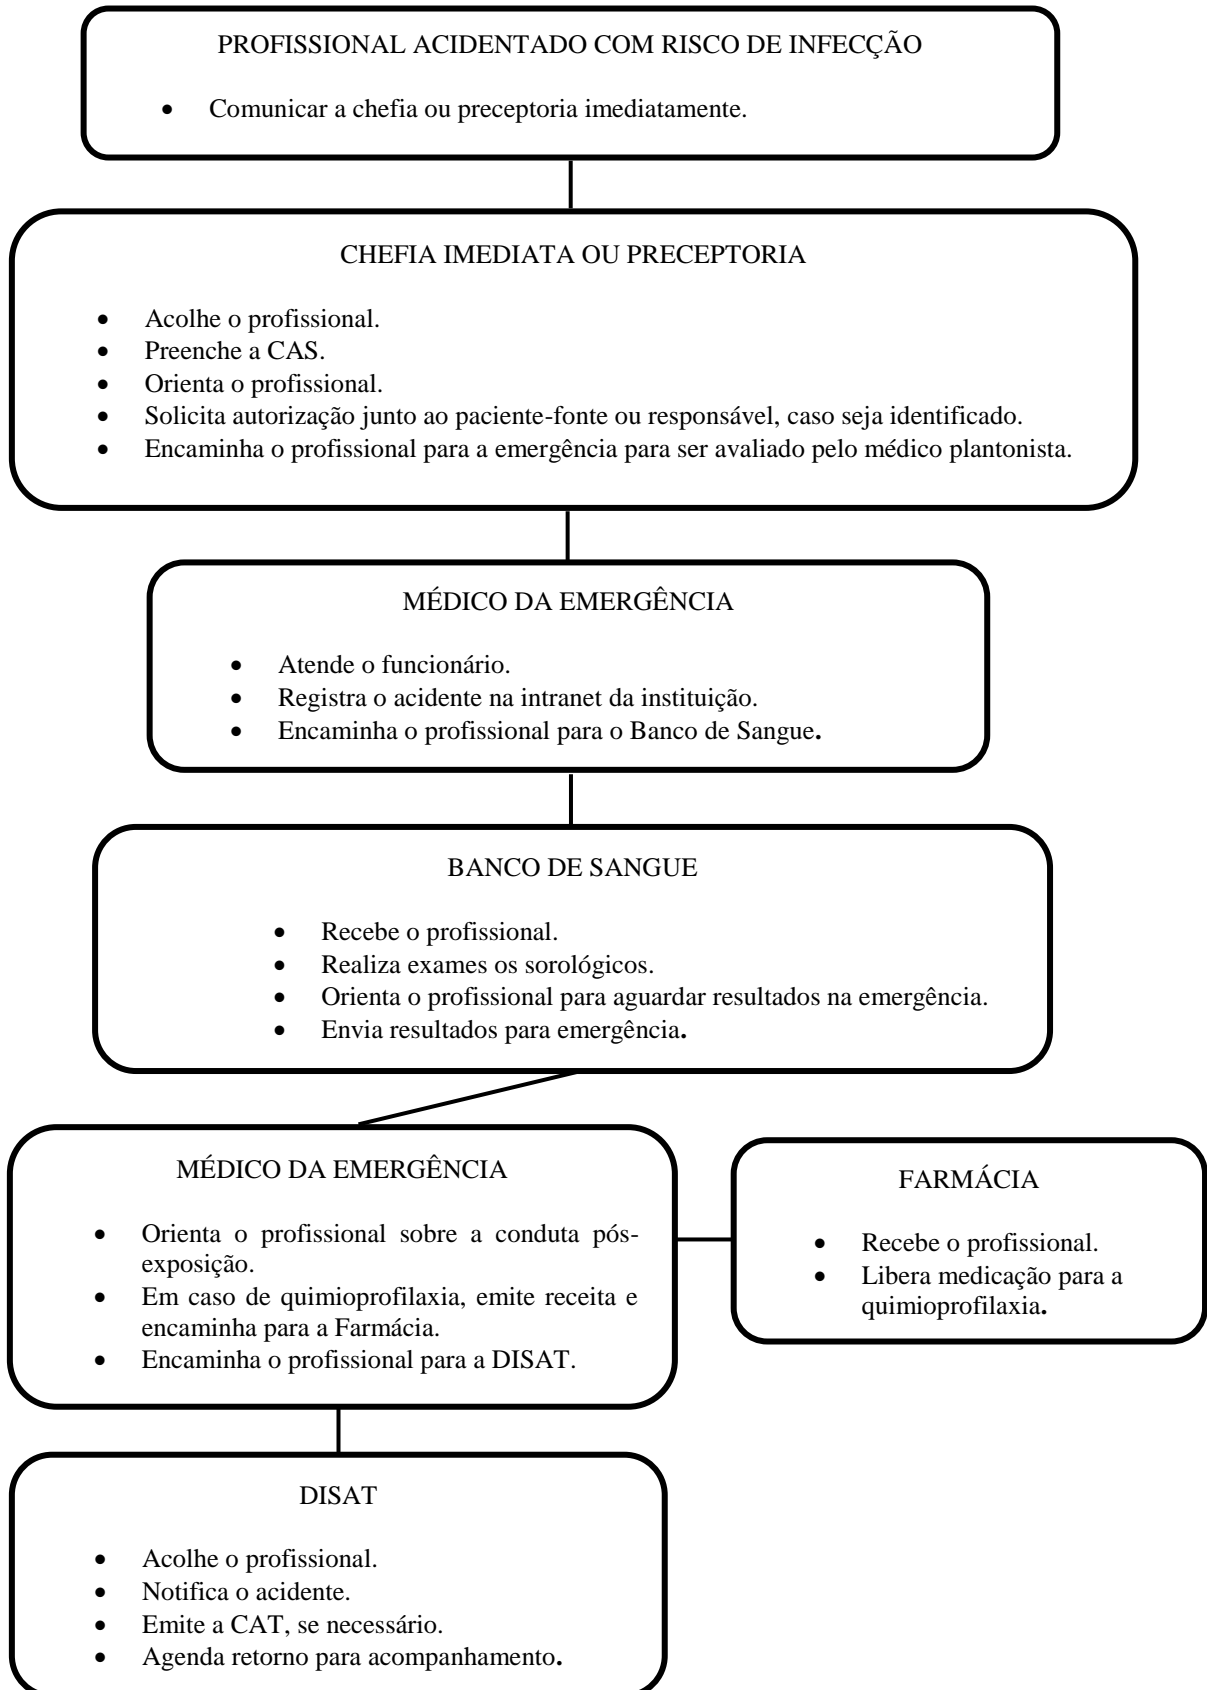 PROFISSIONAL ACIDENTADO COM RISCO DE INFECÇÃO
• Comunicar a chefia ou preceptoria imediatamente.
CHEFIA IMEDIATA OU PRECEPTORIA
• Acolhe o profissional.
• Preenche a CAS.
• Orienta o profissional.
• Solicita autorização junto ao paciente-fonte ou responsável, caso seja identificado.
• Encaminha o profissional para a emergência para ser avaliado pelo médico plantonista.
MÉDICO DA EMERGÊNCIA
• Atende o funcionário.
• Registra o acidente na intranet da instituição.
• Encaminha o profissional para o Banco de Sangue.
BANCO DE SANGUE
• Recebe o profissional.
• Realiza exames os sorológicos.
• Orienta o profissional para aguardar resultados na emergência.
• Envia resultados para emergência.
MÉDICO DA EMERGÊNCIA
• Orienta o profissional sobre a conduta pós-
exposição.
• Em caso de quimioprofilaxia, emite receita e
encaminha para a Farmácia.
• Encaminha o profissional para a DISAT.
FARMÁCIA
• Recebe o profissional.
• Libera medicação para a
quimioprofilaxia.
DISAT
• Acolhe o profissional.
• Notifica o acidente.
• Emite a CAT, se necessário.
• Agenda retorno para acompanhamento.